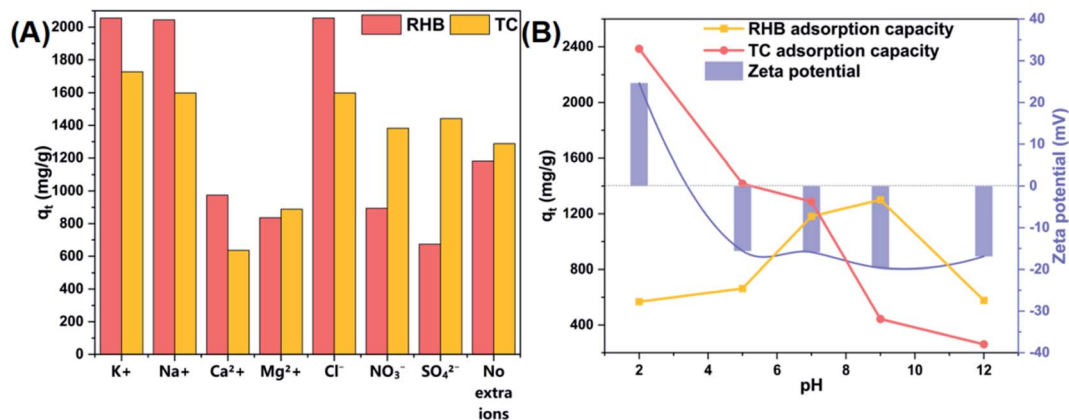 (A)
RHB TC
qt (mg/g)
2000
1800
1600
1400
1200
1000
800
600
400
200
0
K+ Na+ Ca²+ Mg²+ Cl⁻ NO₃⁻ SO₄²⁻ No extra ions
(B)
RHB adsorption capacity
TC adsorption capacity
Zeta potential
qt (mg/g)
2400
2000
1600
1200
800
400
2 4 6 8 10 12
pH
40
30
20
10
0
-10
-20
-30
-40
Zeta potential (mV)